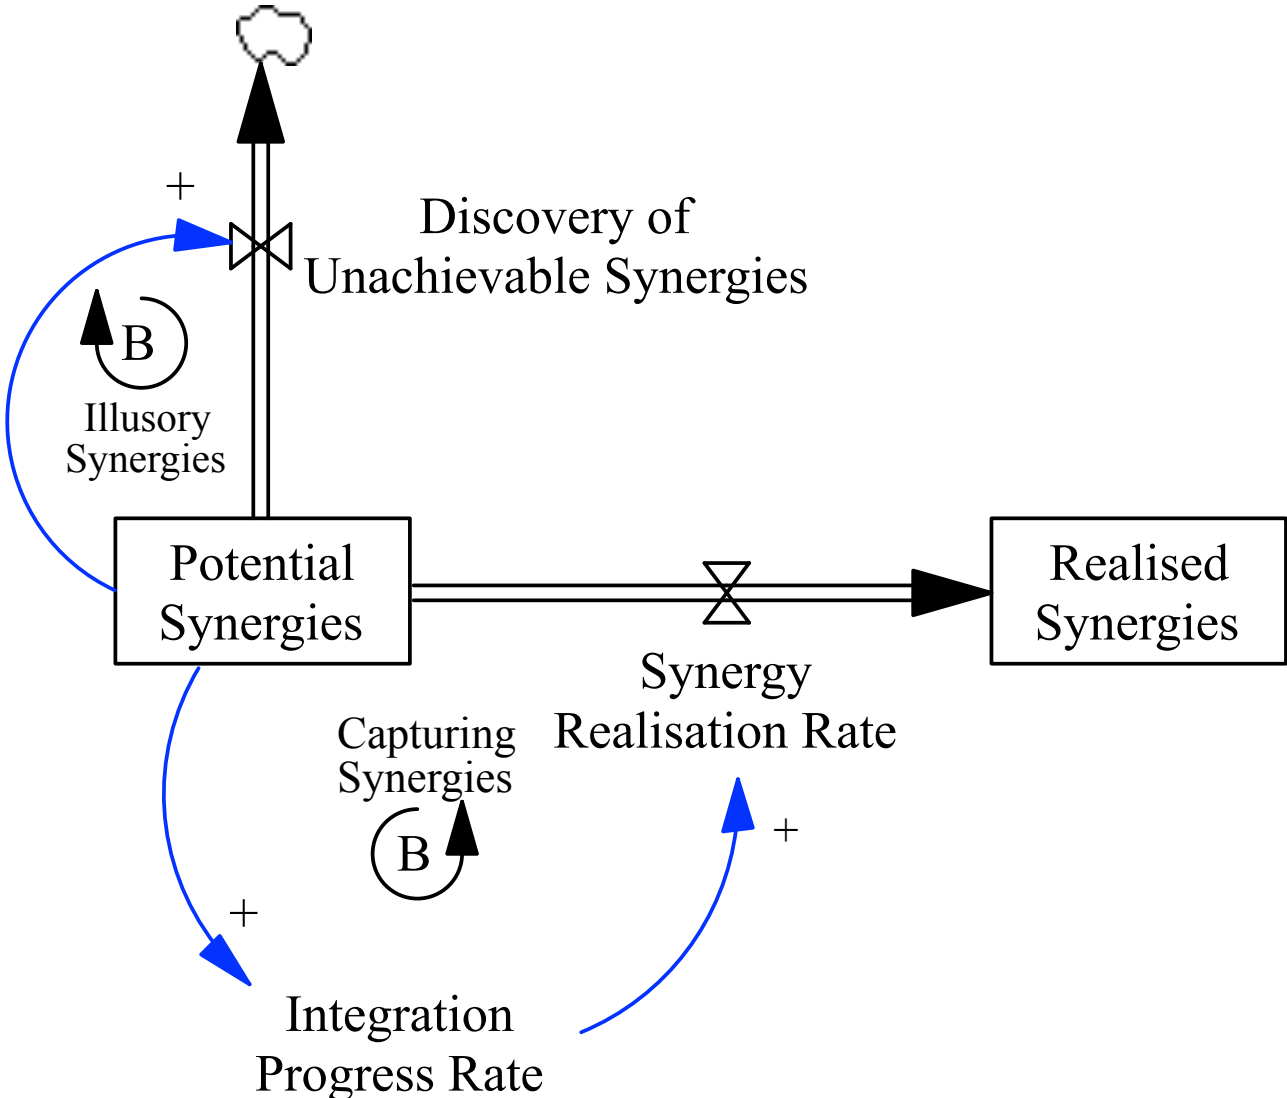 +
Discovery of
Unachievable Synergies
B
Illusory
Synergies
Potential
Synergies
Realised
Synergies
Synergy
Realisation Rate
Capturing
Synergies
B
+
+
Integration
Progress Rate